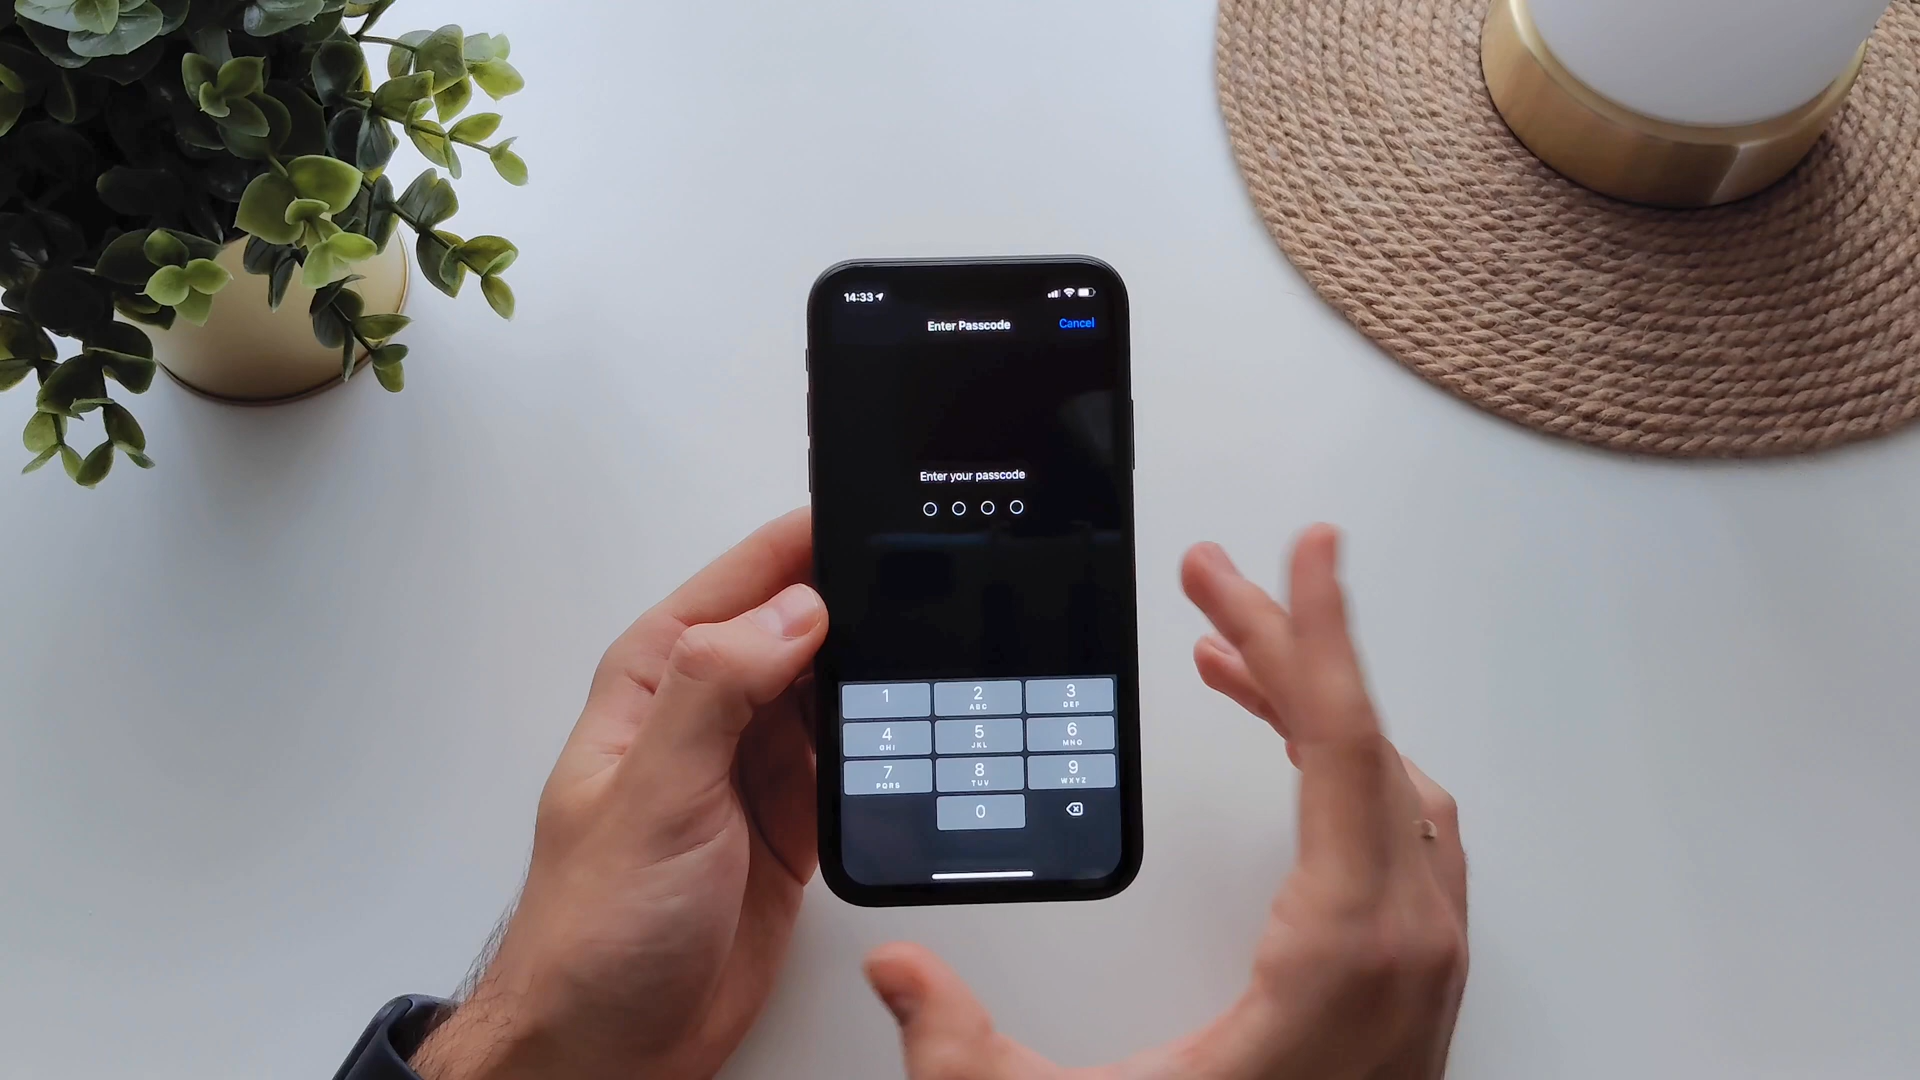 14:33
Enter Passcode
Cancel
Enter your passcode
1
2
ABC
3
DEF
4
GHI
5
JKL
6
MNO
7
PQRS
8
TUV
9
WXYZ
0